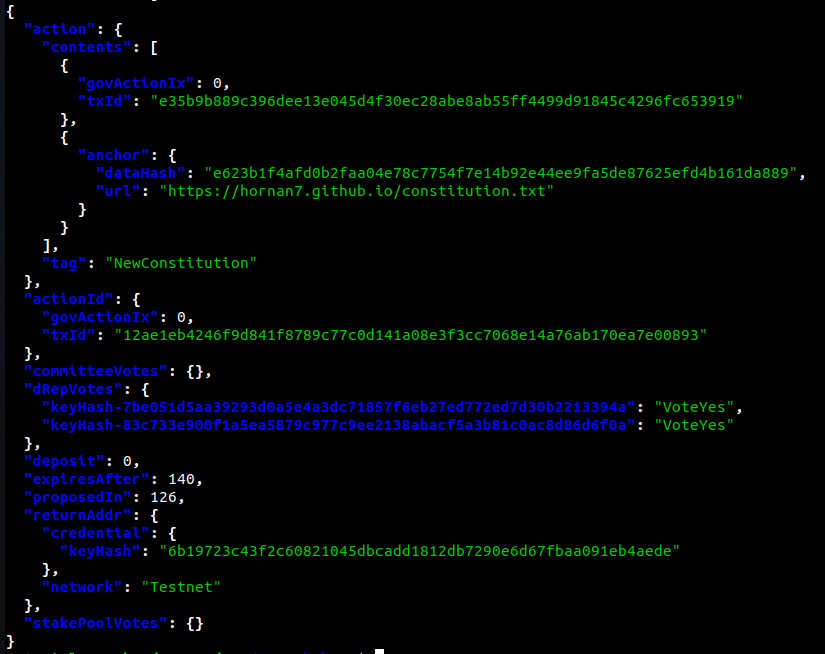 {
  "action": {
    "contents": [
      {
        "govActionIx": 0,
        "txId": "e35b9b889c396dee13e045d4f30ec28abe8ab55ff4499d91845c4296fc653919"
      },
      {
        "anchor": {
          "dataHash": "e623b1f4afd0b2faa04e78c7754f7e14b92e44ee9fa5de87625efd4b161da889",
          "url": "https://hornan7.github.io/constitution.txt"
        }
      }
    ],
    "tag": "NewConstitution"
  },
  "actionId": {
    "govActionIx": 0,
    "txId": "12ae1eb4246f9d841f8789c77c0d141a08e3f3cc7068e14a76ab170ea7e00893"
  },
  "committeeVotes": {},
  "dRepVotes": {
    "keyHash-7be051d5aa39293d0a5e4a3dc71857f6eb27ed772ed7d30b2213394a": "VoteYes",
    "keyHash-83c733e900f1a5ea5879c977c9ee2138abacf5a3b81c0ac8d86d6f0a": "VoteYes"
  },
  "deposit": 0,
  "expiresAfter": 140,
  "proposedIn": 126,
  "returnAddr": {
    "credential": {
      "keyHash": "6b19723c43f2c60821045dbcadd1812db7290e6d67fbaa091eb4aede"
    },
    "network": "Testnet"
  },
  "stakePoolVotes": {}
}